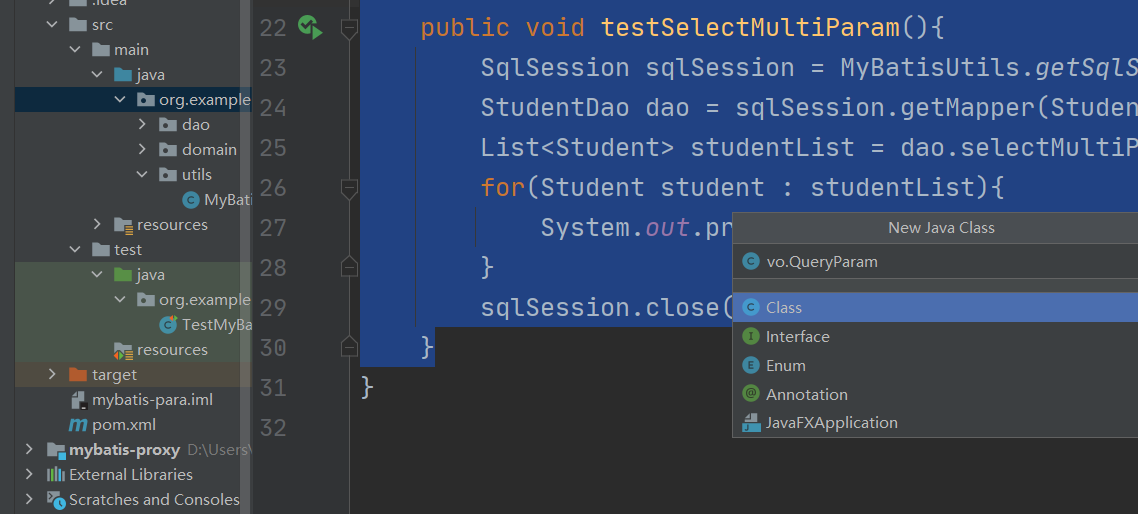 .idea
src
main
java
org.example
dao
domain
utils
MyBat
resources
test
java
org.example
TestMyBa
resources
target
mybatis-para.iml
pom.xml
mybatis-proxy D:\Users\
External Libraries
Scratches and Consoles
22 public void testSelectMultiParam(){
23 SqlSession sqlSession = MyBatisUtils.getSqlS
24 StudentDao dao = sqlSession.getMapper(Studen
25 List<Student> studentList = dao.selectMultiP
26 for(Student student : studentList){
27 System.out.pr
28 }
29 sqlSession.close(
30 }
31 }
32
New Java Class
vo.QueryParam
Class
Interface
Enum
Annotation
JavaFXApplication